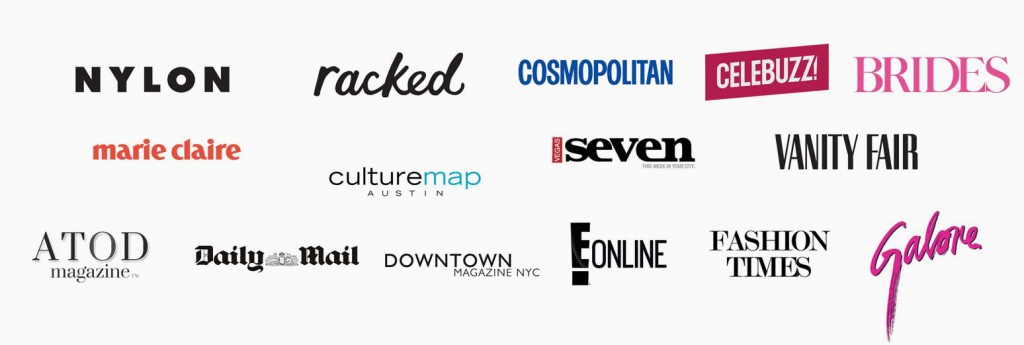 NYLON
racked
COSMOPOLITAN
CELEBUZZ!
BRIDES
marie claire
culturemap
AUSTIN
VEGAS
seven
THIS WEEK IN YOUR CITY
VANITY FAIR
ATOD
magazine™
Daily Mail
DOWNTOWN
MAGAZINE NYC
E! ONLINE
FASHION
TIMES
Galore